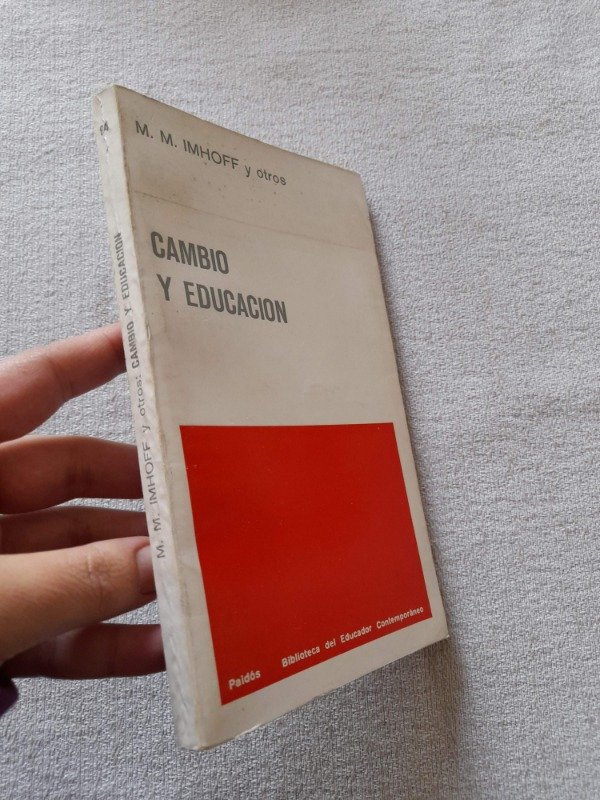 M. M. IMHOFF y otros
CAMBIO
Y EDUCACION
Paidós Biblioteca del Educador Contemporáneo
M. M. IMHOFF y otros: CAMBIO Y EDUCACION